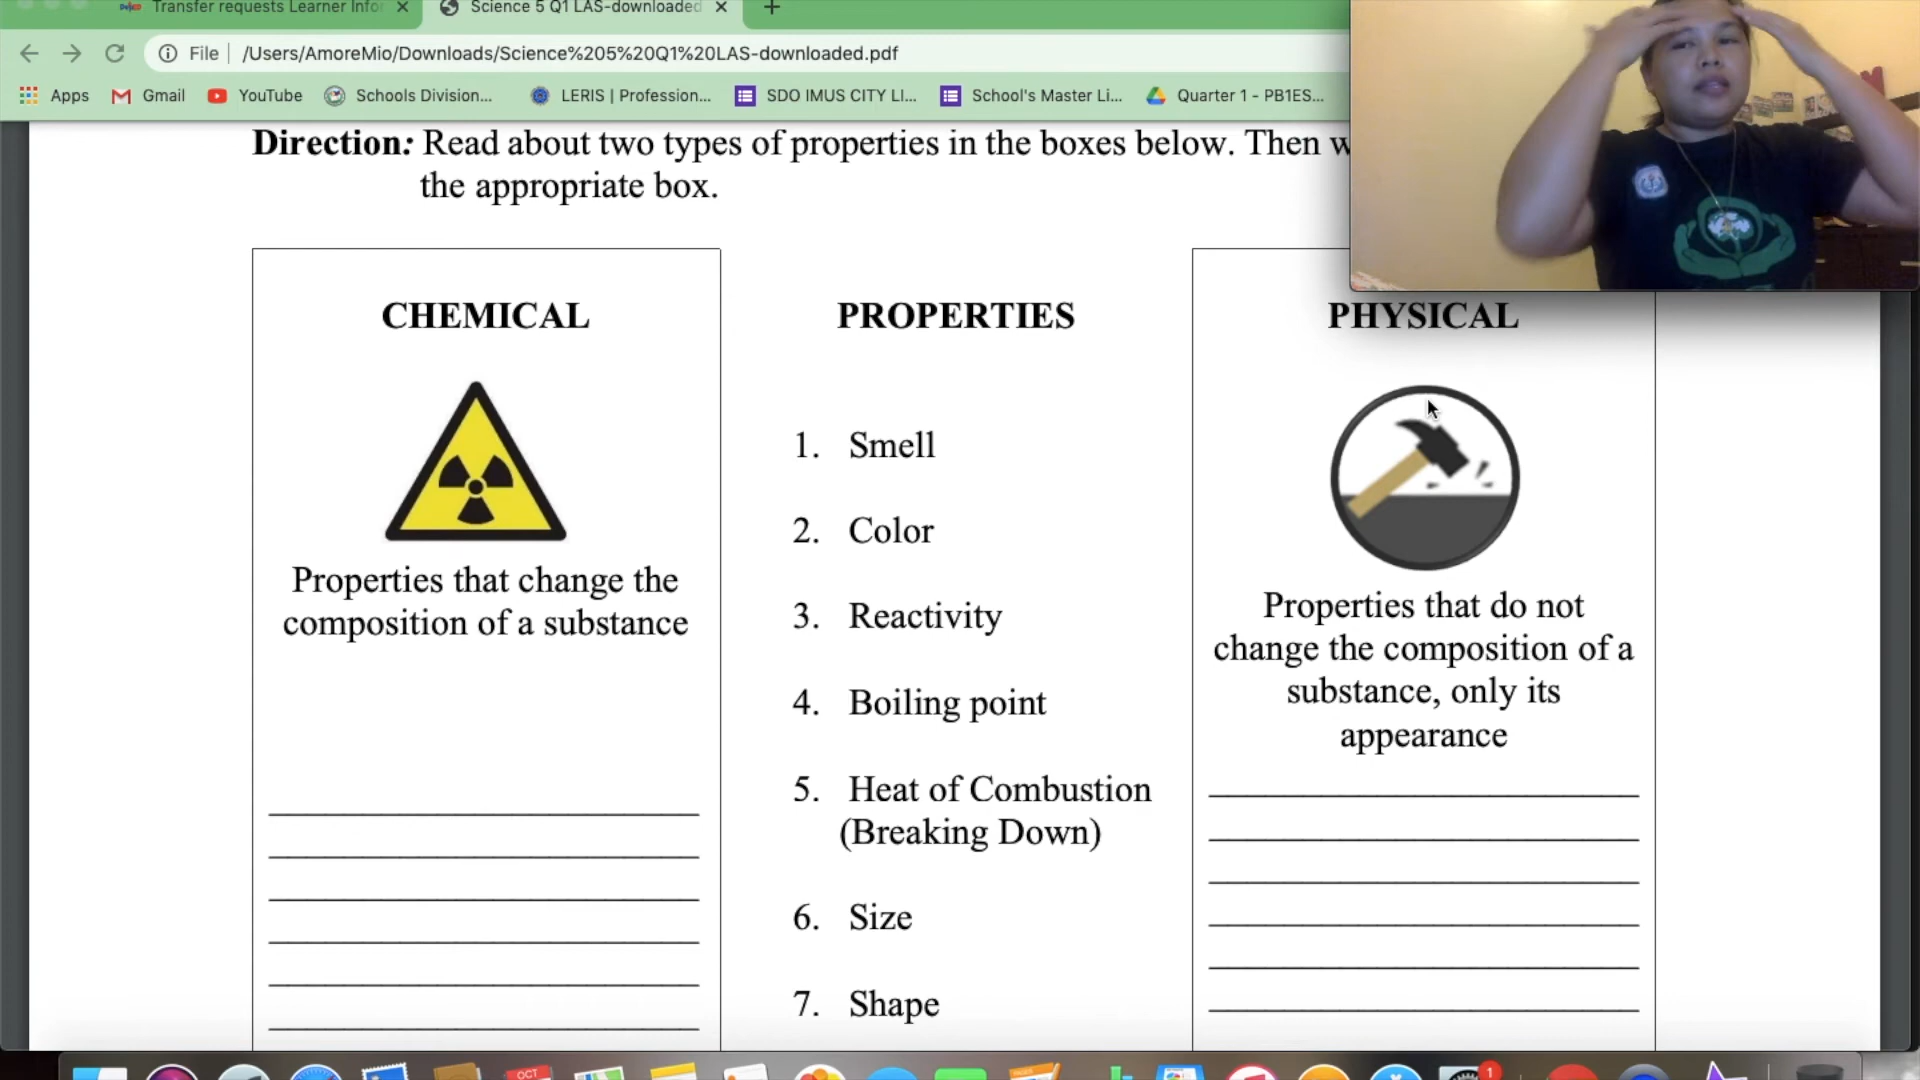 Transfer requests Learner Infor
Science 5 Q1 LAS-downloaded
File /Users/AmoreMio/Downloads/Science%205%20Q1%20LAS-downloaded.pdf
Apps Gmail YouTube Schools Division... LERIS | Profession... SDO IMUS CITY LI... School's Master Li... Quarter 1 - PB1ES...
Direction: Read about two types of properties in the boxes below. Then w
the appropriate box.
CHEMICAL
Properties that change the
composition of a substance
PROPERTIES
1. Smell
2. Color
3. Reactivity
4. Boiling point
5. Heat of Combustion
(Breaking Down)
6. Size
7. Shape
PHYSICAL
Properties that do not
change the composition of a
substance, only its
appearance
OCT
PAGES
1